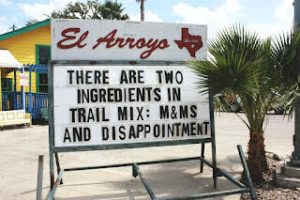 El Arroyo
THERE ARE TWO
INGREDIENTS IN
TRAIL MIX: M&MS
AND DISAPPOINTMENT